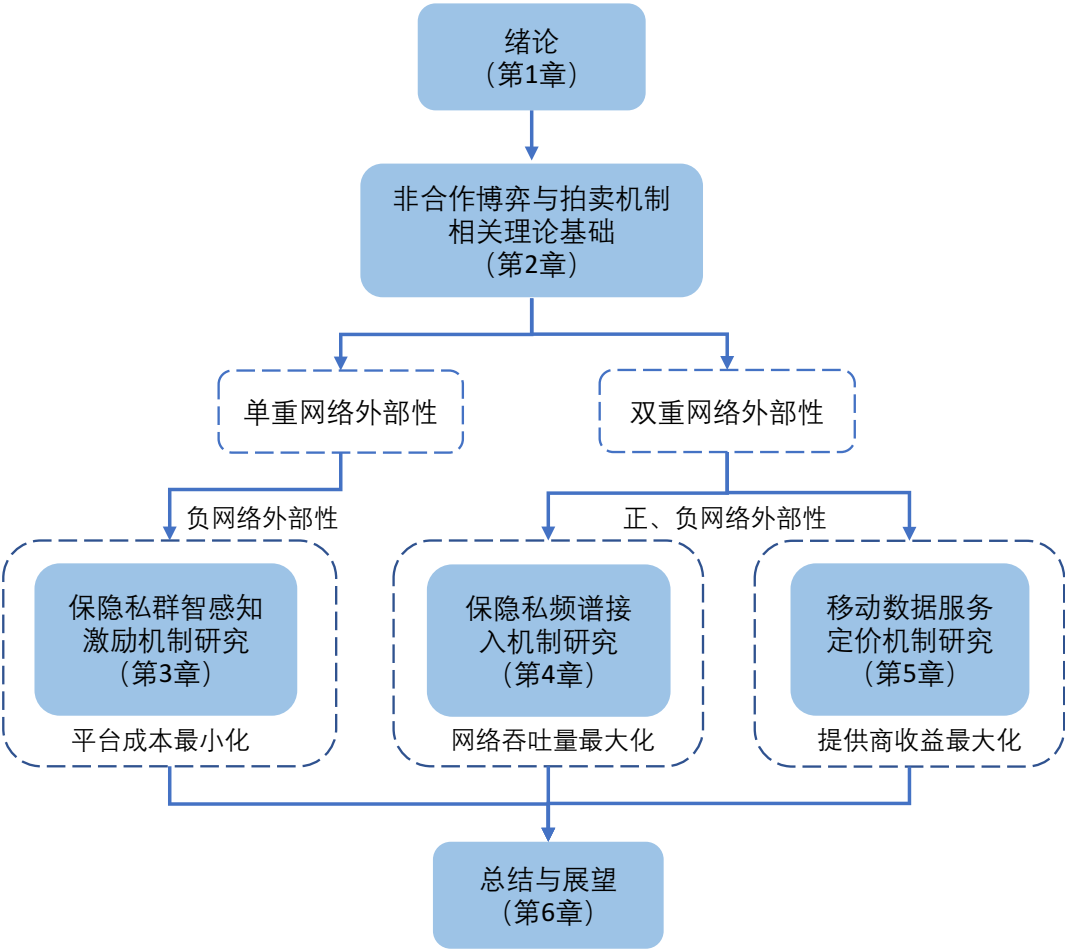 绪论
（第1章）
非合作博弈与拍卖机制
相关理论基础
（第2章）
单重网络外部性
双重网络外部性
负网络外部性
正、负网络外部性
保隐私群智感知
激励机制研究
（第3章）
平台成本最小化
保隐私频谱接
入机制研究
（第4章）
网络吞吐量最大化
移动数据服务
定价机制研究
（第5章）
提供商收益最大化
总结与展望
（第6章）